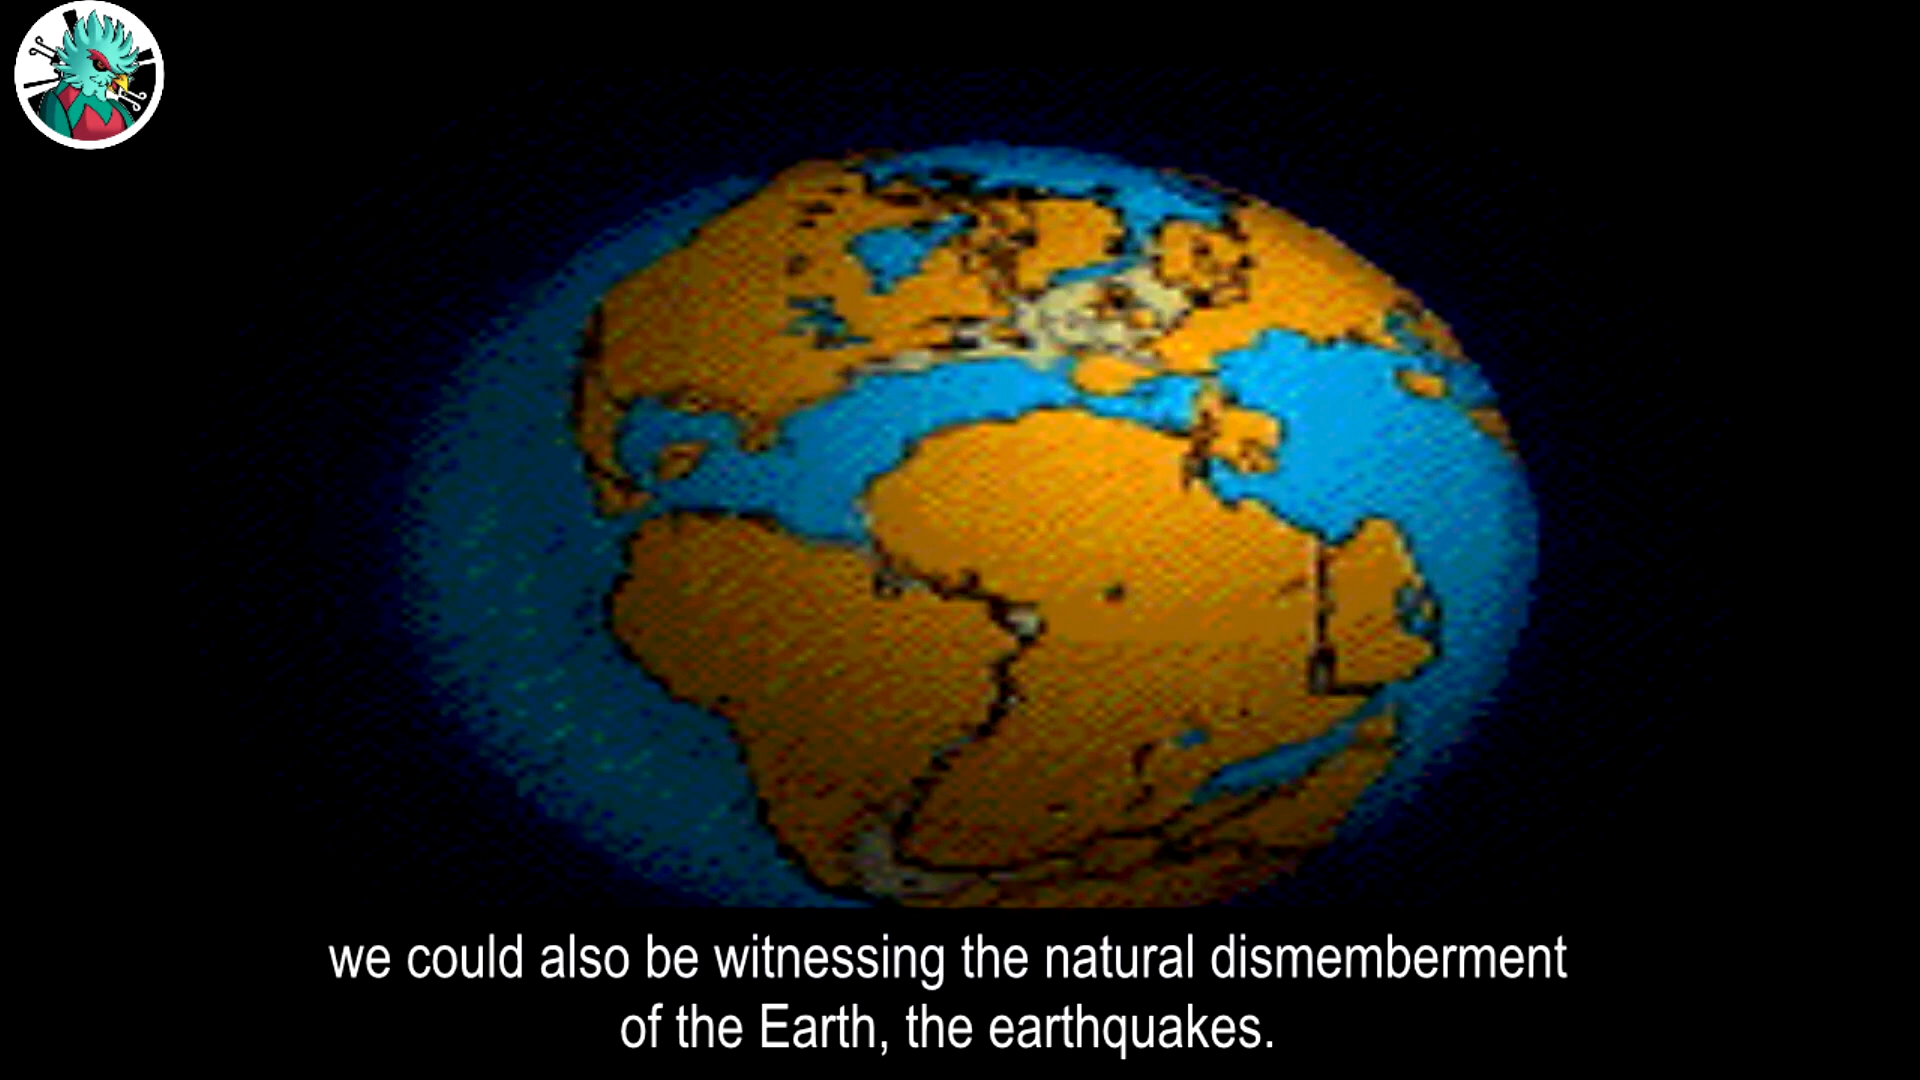 we could also be witnessing the natural dismemberment
of the Earth, the earthquakes.